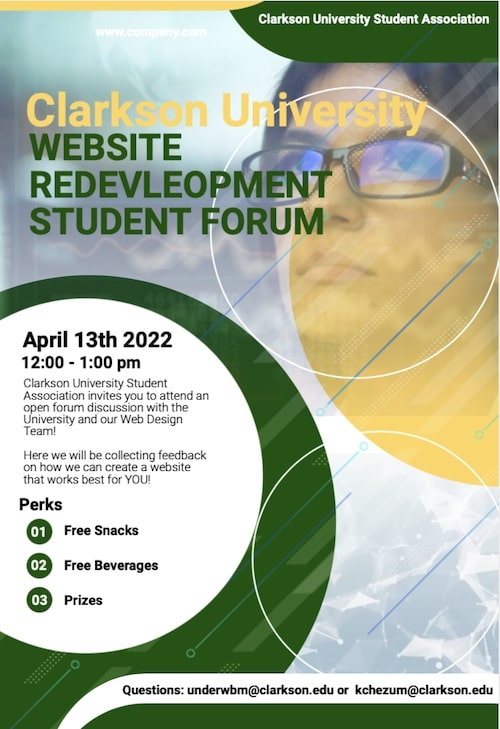 Clarkson University Student Association
www.company.com
Clarkson University
WEBSITE
REDEVLEOPMENT
STUDENT FORUM
April 13th 2022
12:00 - 1:00 pm
Clarkson University Student
Association invites you to attend an
open forum discussion with the
University and our Web Design
Team!
Here we will be collecting feedback
on how we can create a website
that works best for YOU!
Perks
01 Free Snacks
02 Free Beverages
03 Prizes
Questions: underwbm@clarkson.edu or kchezum@clarkson.edu